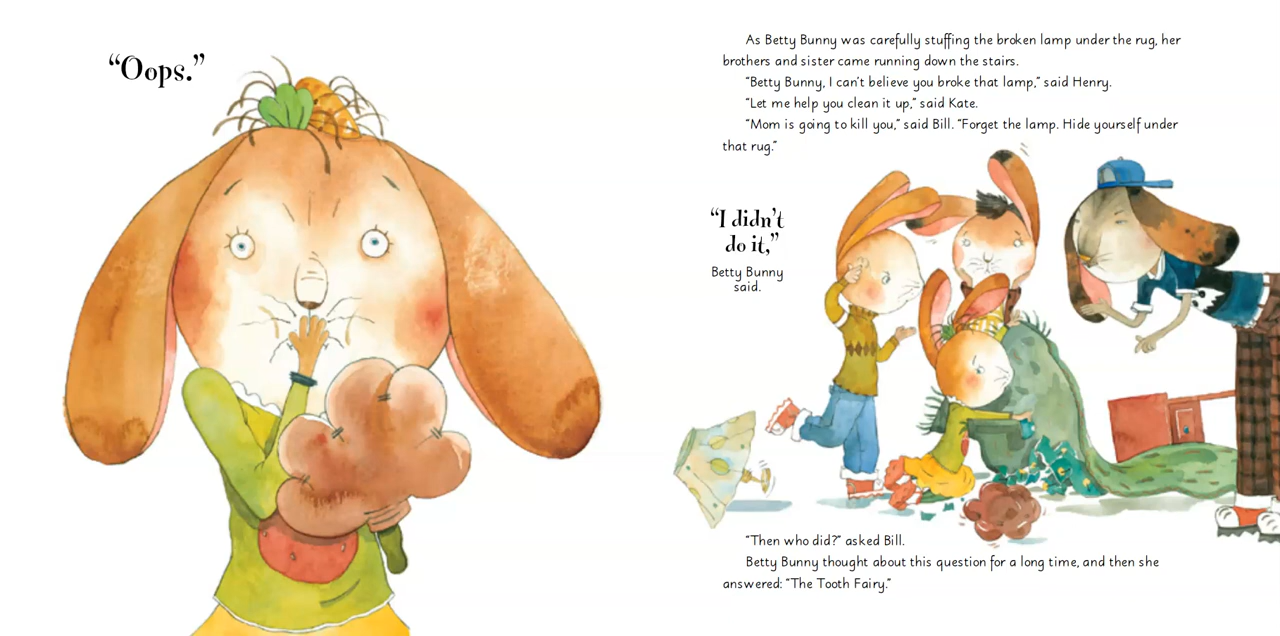 “Oops.”
As Betty Bunny was carefully stuffing the broken lamp under the rug, her
brothers and sister came running down the stairs.
“Betty Bunny, I can’t believe you broke that lamp,” said Henry.
“Let me help you clean it up,” said Kate.
“Mom is going to kill you,” said Bill. “Forget the lamp. Hide yourself under
that rug.”
“I didn’t
do it,”
Betty Bunny
said.
“Then who did?” asked Bill.
Betty Bunny thought about this question for a long time, and then she
answered: “The Tooth Fairy.”